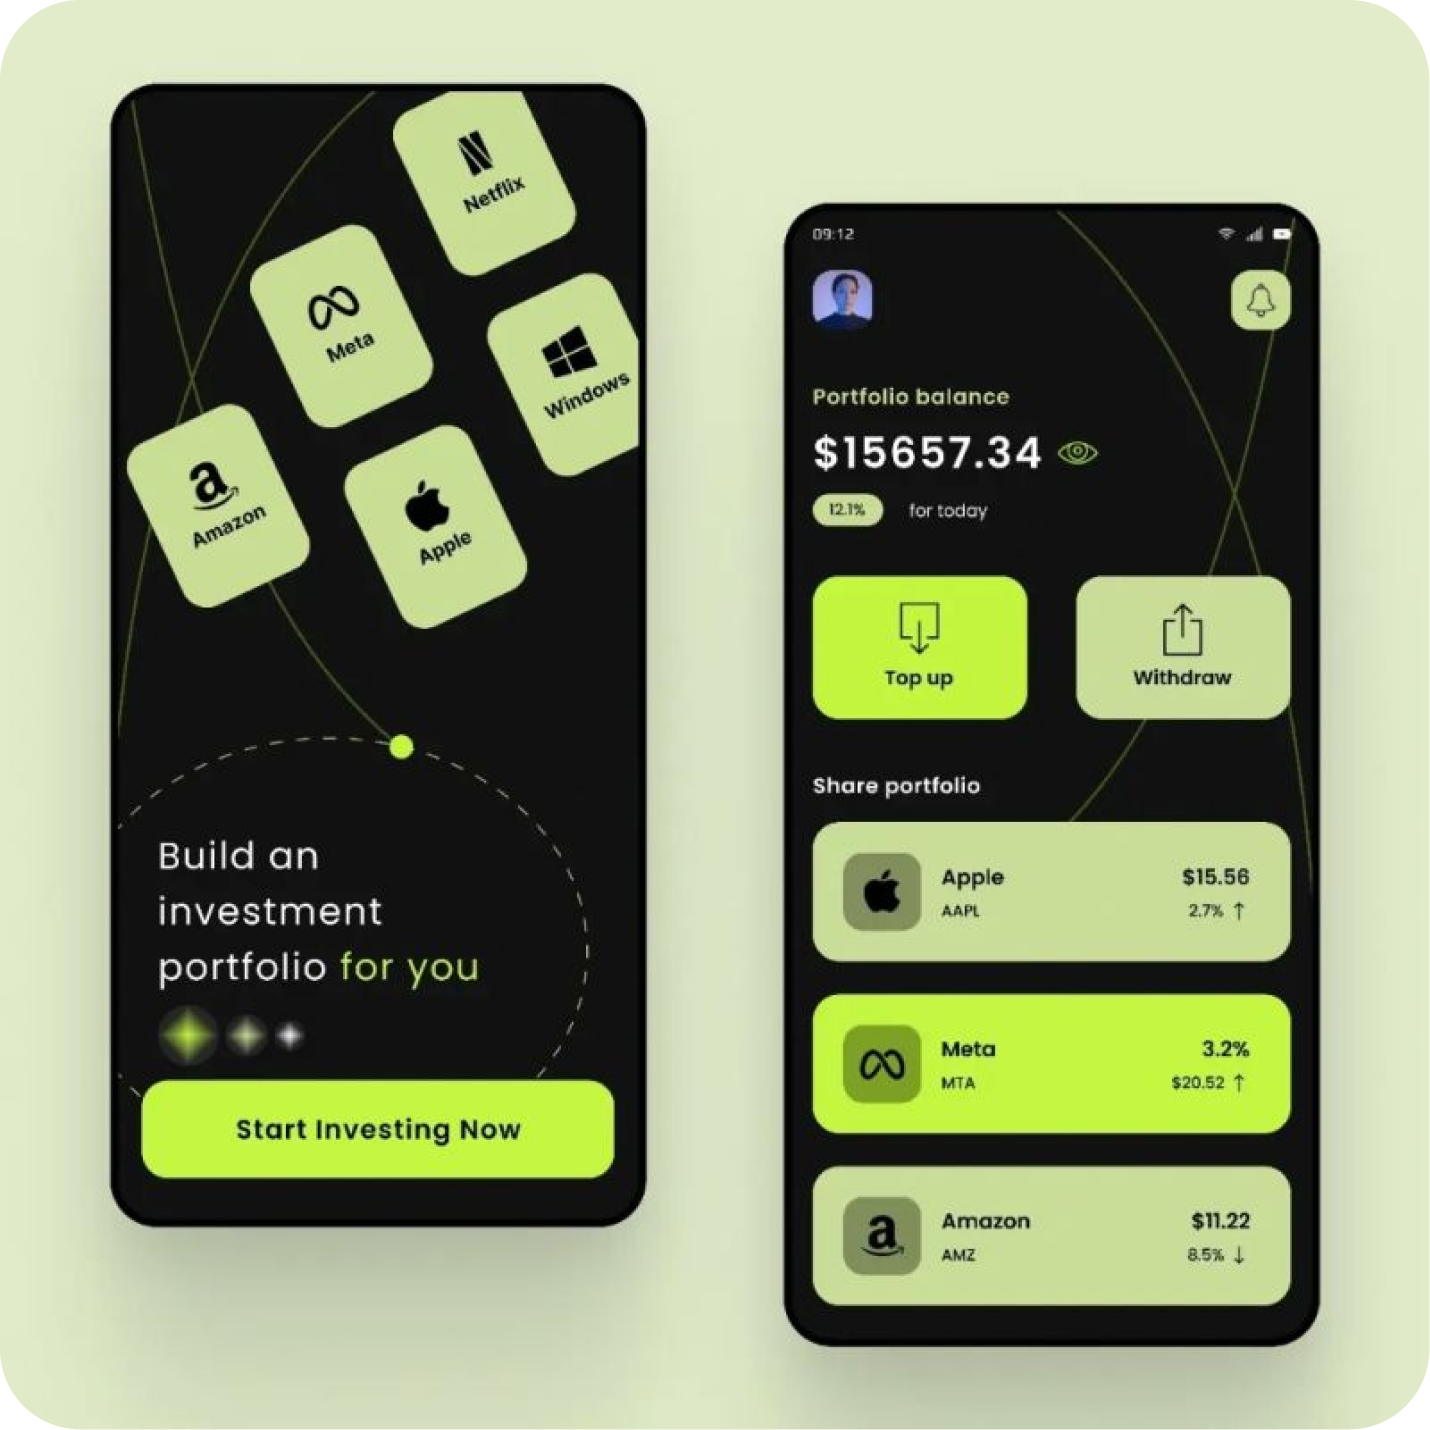 Netflix
Meta
Windows
Amazon
Apple
Build an
investment
portfolio for you
Start Investing Now
09:12
Portfolio balance
$15657.34
12.1% for today
Top up
Withdraw
Share portfolio
Apple $15.56
AAPL 2.7% ↑
Meta 3.2%
MTA $20.52 ↑
Amazon $11.22
AMZ 8.5% ↓